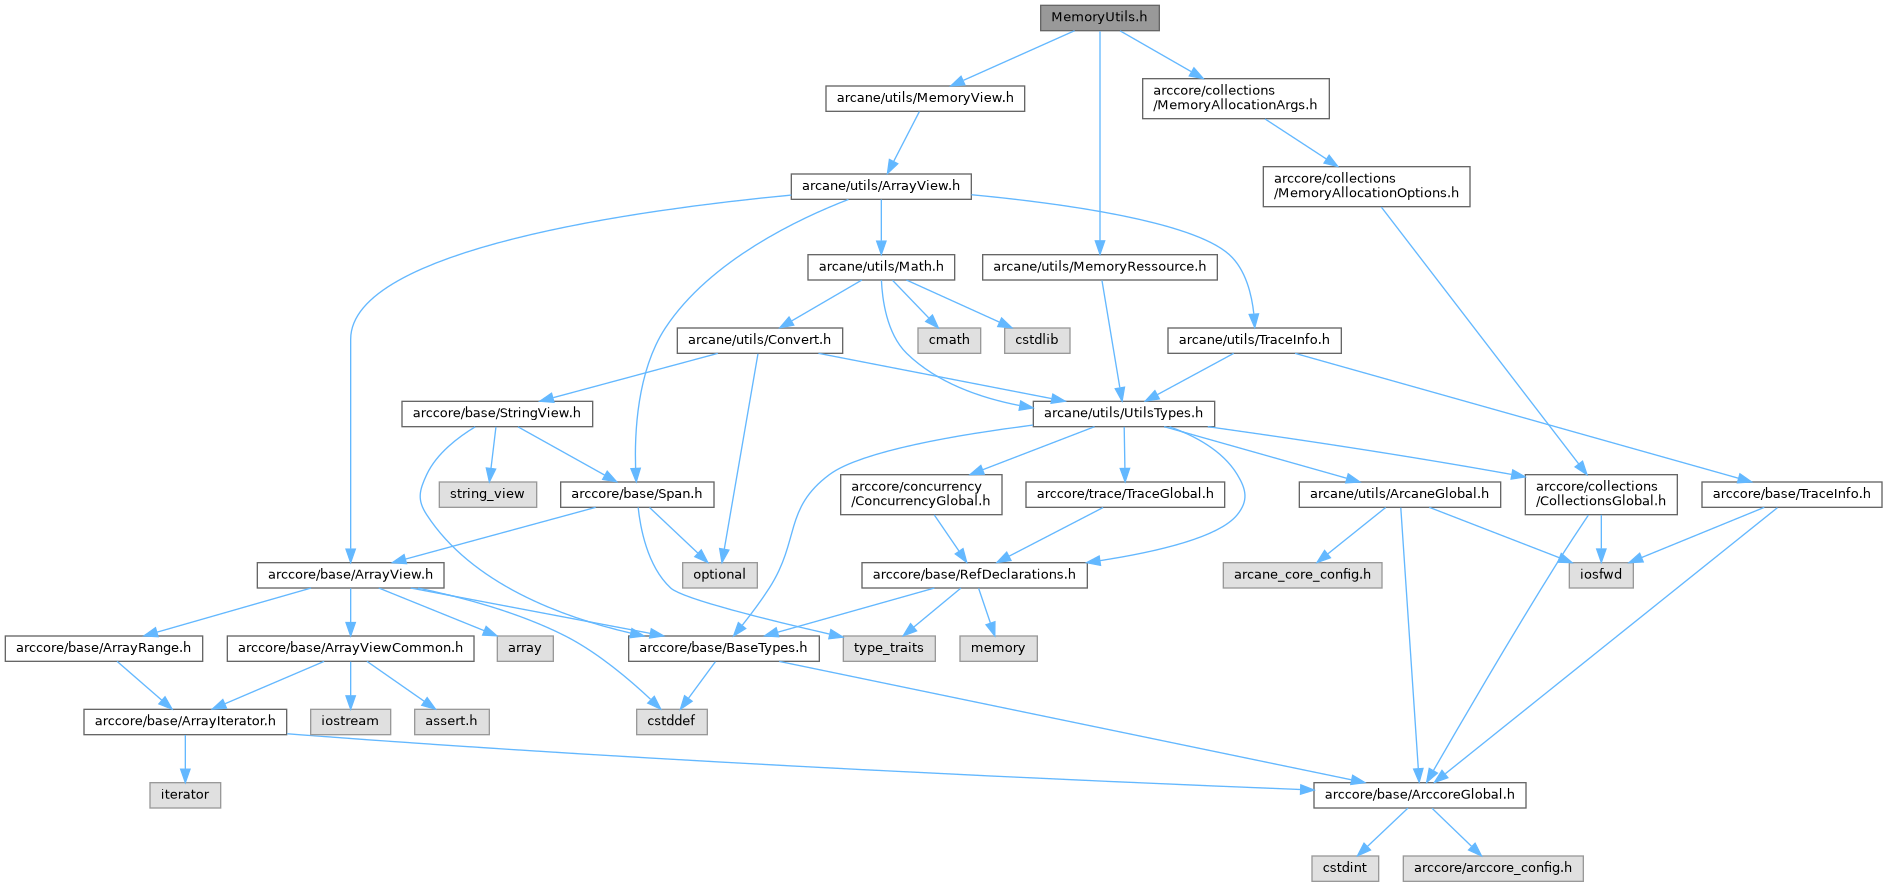 MemoryUtils.h
arcane/utils/MemoryView.h
arccore/collections
/MemoryAllocationArgs.h
arcane/utils/ArrayView.h
arccore/collections
/MemoryAllocationOptions.h
arcane/utils/Math.h
arcane/utils/MemoryRessource.h
arcane/utils/Convert.h
cmath
cstdlib
arcane/utils/TraceInfo.h
arccore/base/StringView.h
arcane/utils/UtilsTypes.h
string_view
arccore/base/Span.h
arccore/concurrency
/ConcurrencyGlobal.h
arccore/trace/TraceGlobal.h
arcane/utils/ArcaneGlobal.h
arccore/collections
/CollectionsGlobal.h
arccore/base/TraceInfo.h
arccore/base/ArrayView.h
optional
arccore/base/RefDeclarations.h
arcane_core_config.h
iosfwd
arccore/base/ArrayRange.h
arccore/base/ArrayViewCommon.h
array
arccore/base/BaseTypes.h
type_traits
memory
arccore/base/ArrayIterator.h
iostream
assert.h
cstddef
iterator
arccore/base/ArccoreGlobal.h
cstdint
arccore/arccore_config.h